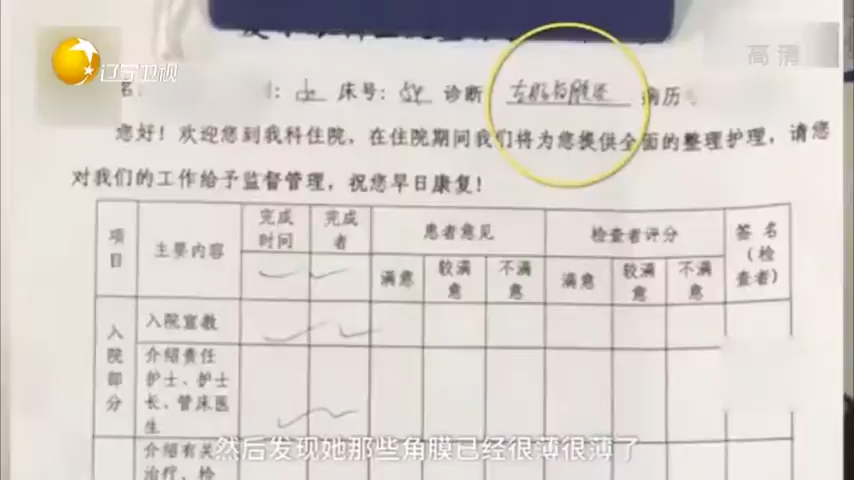 辽宁卫视
高清
名: 床号: 诊断 病历
您好！欢迎您到我科住院，在住院期间我们将为您提供全面的整理护理，请您
对我们的工作给予监督管理，祝您早日康复！
项目 主要内容 完成时间 完成者 患者意见 检查者评分 签名（检查者）
满意 较满意 不满意 满意 较满意 不满意
入院部分 入院宣教
介绍责任护士、护士长、管床医生
介绍有关治疗、检
然后发现她那些角膜已经很薄很薄了